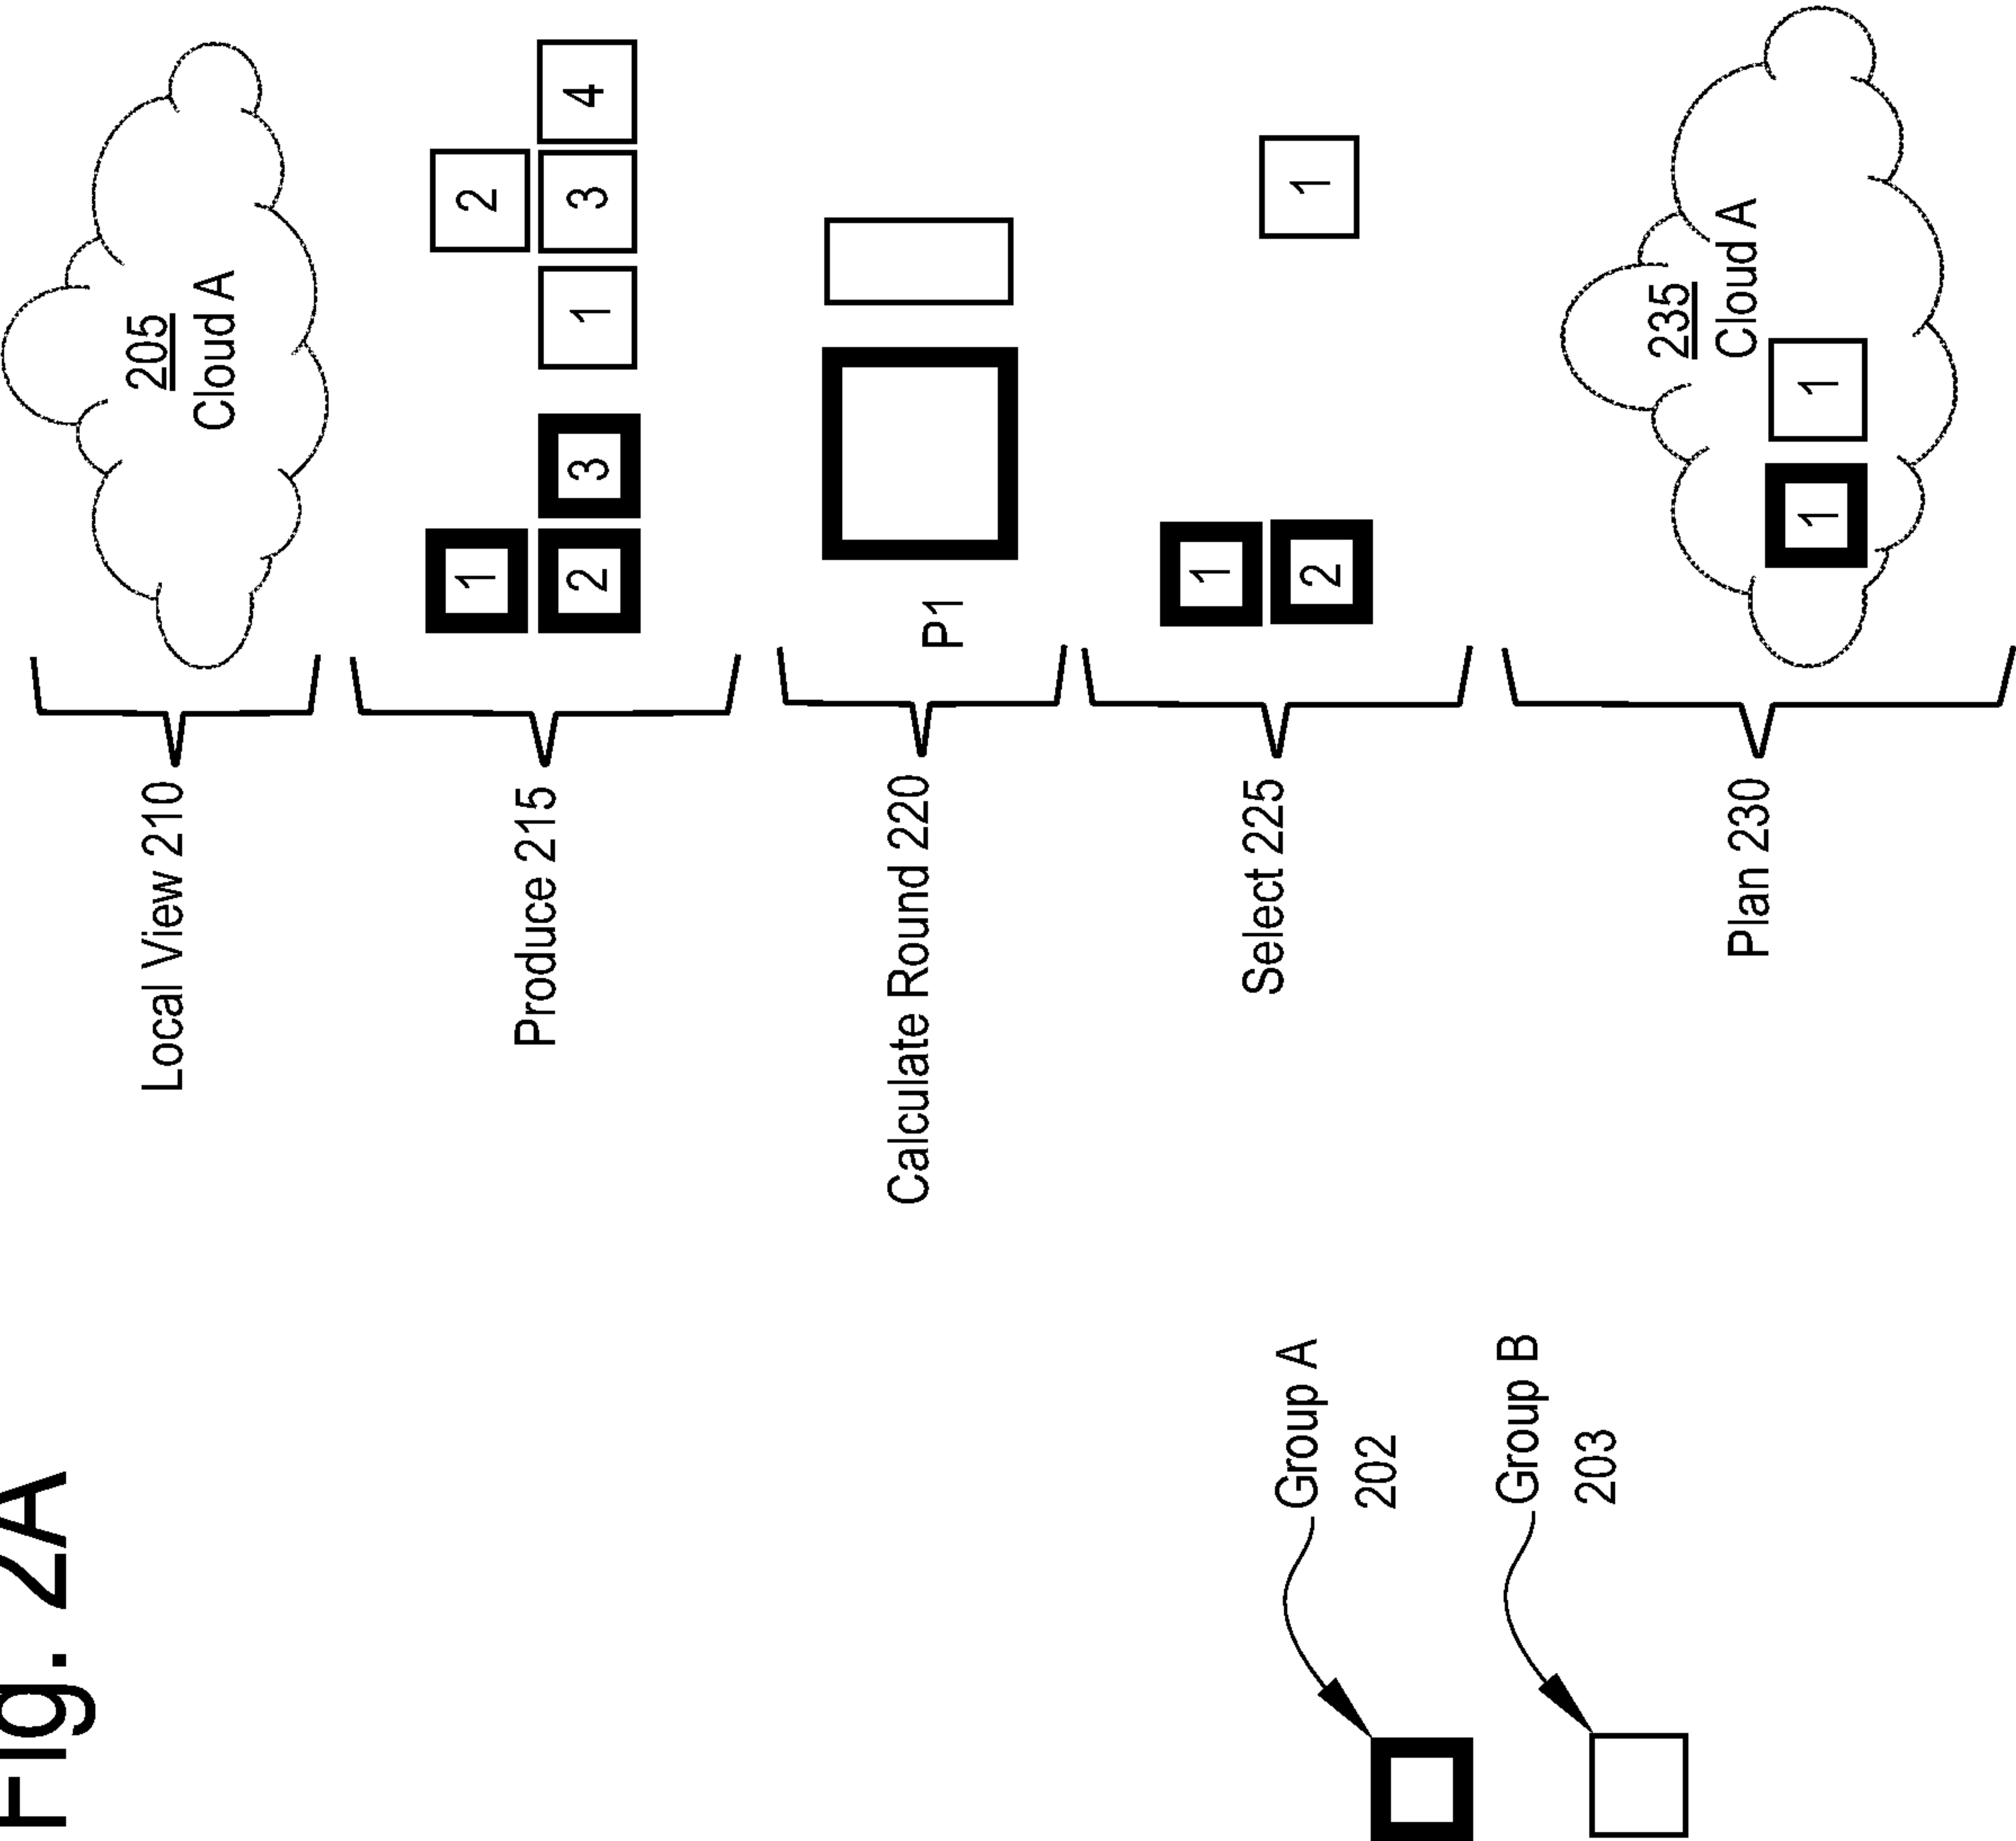 Fig. 2A
Local View 210
205
Cloud A
Produce 215
1
2
2
3
1
3
4
Calculate Round 220
P1
Select 225
1
2
1
Group A
202
Group B
203
Plan 230
235
Cloud A
1
1